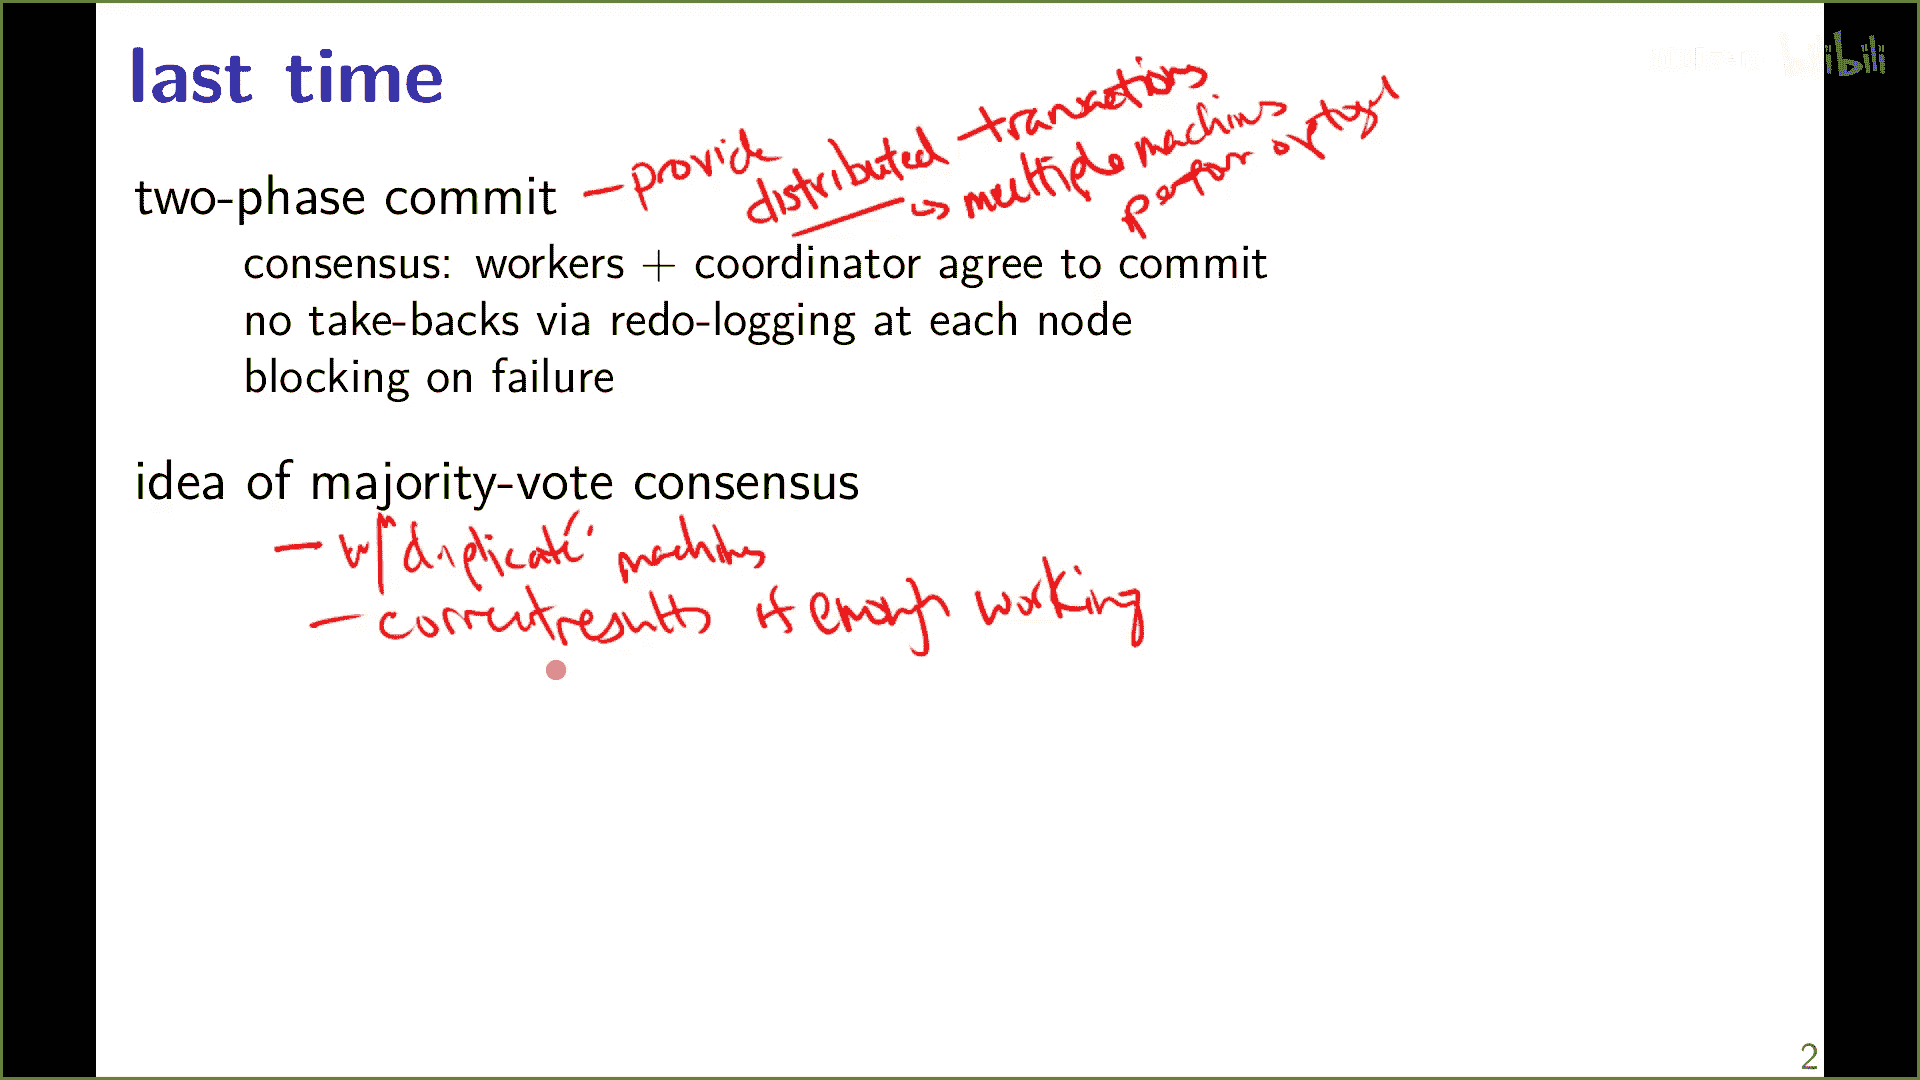 last time
two-phase commit
– provide
distributed transactions
↪ multiple machines
consensus: workers + coordinator agree to commit
no take-backs via redo-logging at each node
blocking on failure
idea of majority-vote consensus
– w/ "duplicate" machines
– correct results if enough working
2